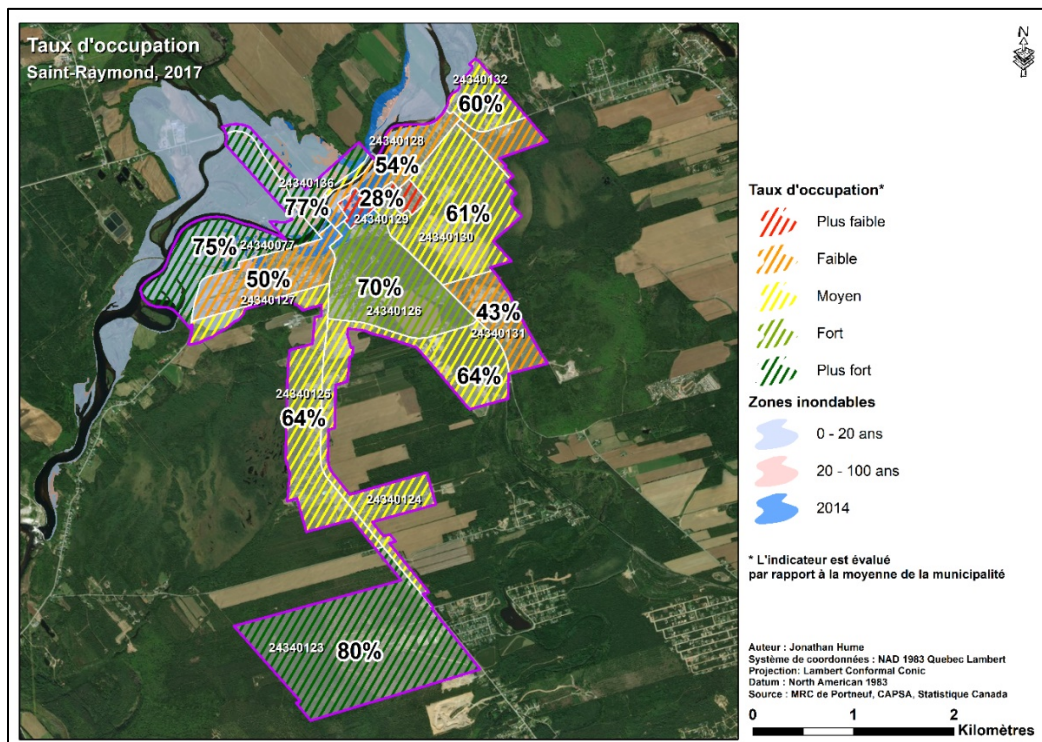 Taux d'occupation
Saint-Raymond, 2017
N
24340132
60%
24340128
54%
24340136
77%
28%
24340129
61%
24340130
75%
24340077
50%
24340127
70%
24340126
43%
24340131
64%
24340125
64%
24340124
24340123
80%
Taux d'occupation*
Plus faible
Faible
Moyen
Fort
Plus fort
Zones inondables
0 - 20 ans
20 - 100 ans
2014
* L'indicateur est évalué
par rapport à la moyenne de la municipalité
Auteur : Jonathan Hume
Système de coordonnées : NAD 1983 Quebec Lambert
Projection: Lambert Conformal Conic
Datum : North American 1983
Source : MRC de Portneuf, CAPSA, Statistique Canada
0 1 2
Kilomètres